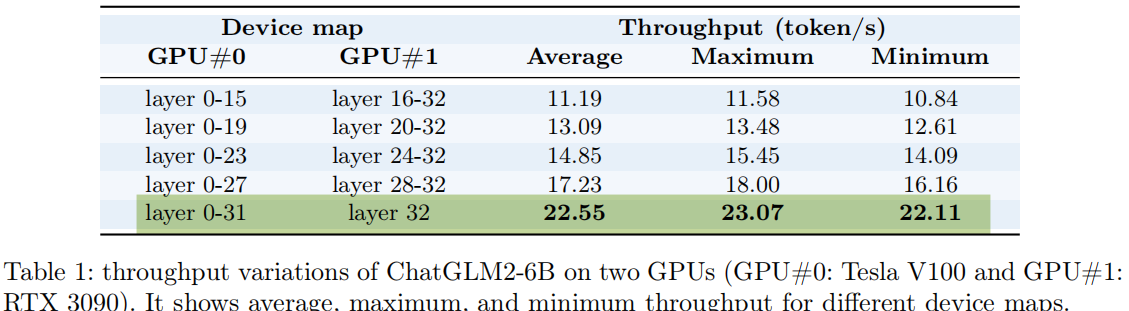 Device map Throughput (token/s)
GPU#0 GPU#1 Average Maximum Minimum
layer 0-15 layer 16-32 11.19 11.58 10.84
layer 0-19 layer 20-32 13.09 13.48 12.61
layer 0-23 layer 24-32 14.85 15.45 14.09
layer 0-27 layer 28-32 17.23 18.00 16.16
layer 0-31 layer 32 22.55 23.07 22.11
Table 1: throughput variations of ChatGLM2-6B on two GPUs (GPU#0: Tesla V100 and GPU#1:
RTX 3090). It shows average, maximum, and minimum throughput for different device maps.